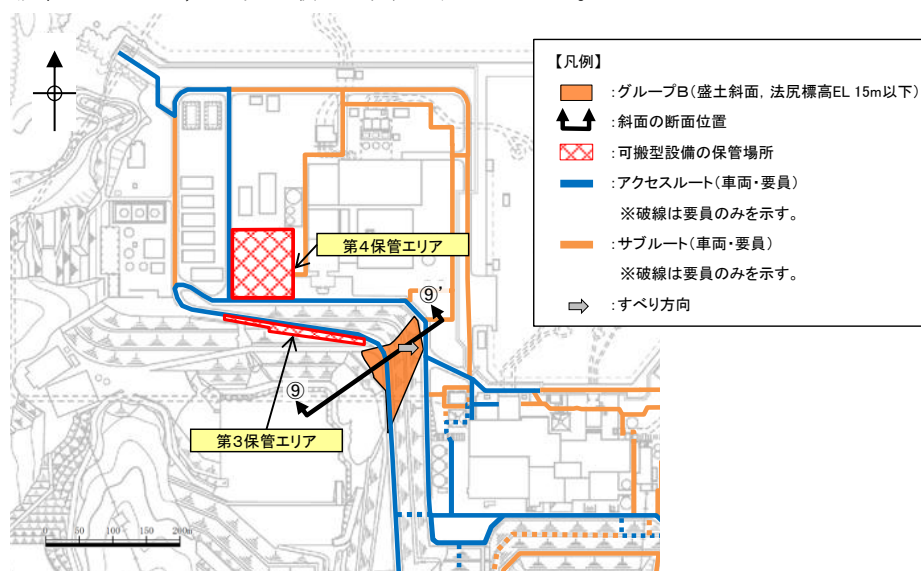 【凡例】
：グループB（盛土斜面，法尻標高EL 15m以下）
：斜面の断面位置
：可搬型設備の保管場所
：アクセスルート（車両・要員）
※破線は要員のみを示す。
：サブルート（車両・要員）
※破線は要員のみを示す。
：すべり方向
第４保管エリア
⑨’
⑨
第３保管エリア
0 50 100 150 200m